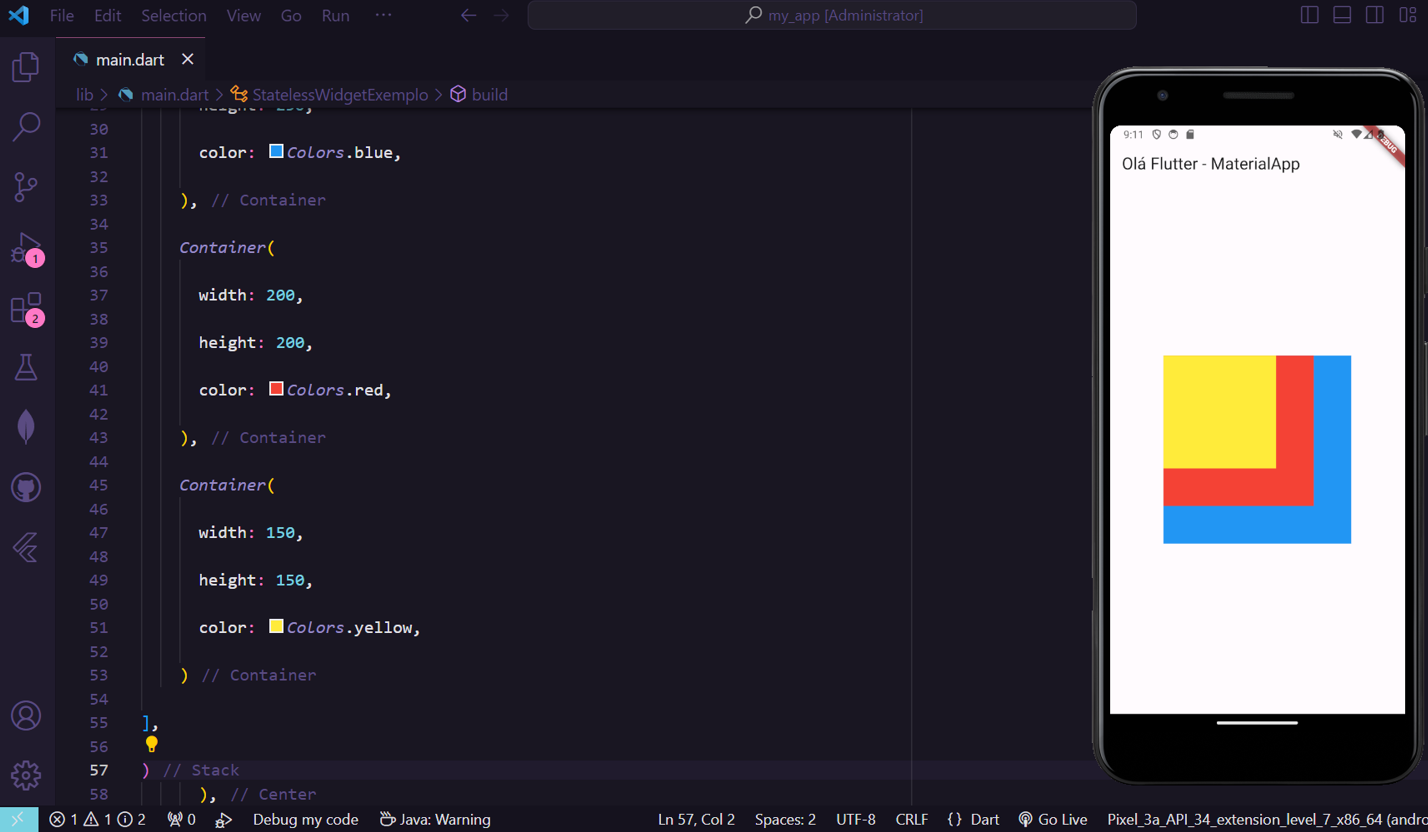 File Edit Selection View Go Run ··· my_app [Administrator]
main.dart
lib > main.dart > StatelessWidgetExemplo > build
29 height: 250,
30
31 color: Colors.blue,
32
33 ), // Container
34
35 Container(
36
37 width: 200,
38
39 height: 200,
40
41 color: Colors.red,
42
43 ), // Container
44
45 Container(
46
47 width: 150,
48
49 height: 150,
50
51 color: Colors.yellow,
52
53 ) // Container
54
55 ],
56
57 ) // Stack
58 ), // Center
1
2
9:11
DEBUG
Olá Flutter - MaterialApp
1 1 2 0 Debug my code Java: Warning Ln 57, Col 2 Spaces: 2 UTF-8 CRLF {} Dart Go Live Pixel_3a_API_34_extension_level_7_x86_64 (andro